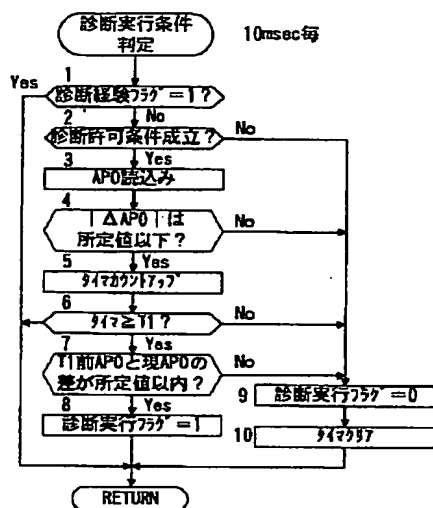 診断実行条件
判定
10msec毎
Yes
1
診断経験フラグ=1?
No
2
診断許可条件成立?
No
Yes
3
APO読込み
4
|ΔAPO|は
所定値以下?
No
Yes
5
タイマカウントアップ
6
タイマ≧T1?
No
Yes
7
T1前APOと現APOの
差が所定値以内?
No
Yes
8
診断実行フラグ=1
9
診断実行フラグ=0
10
タイマクリア
RETURN